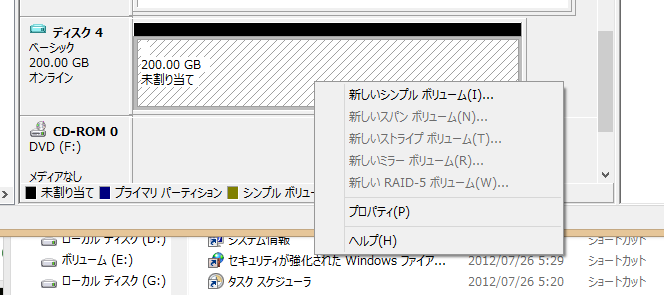 ディスク 4
ベーシック
200.00 GB
オンライン
200.00 GB
未割り当て
新しいシンプル ボリューム(I)...
新しいスパン ボリューム(N)...
新しいストライプ ボリューム(T)...
新しいミラー ボリューム(R)...
新しい RAID-5 ボリューム(W)...
プロパティ(P)
ヘルプ(H)
CD-ROM 0
DVD (F:)
メディアなし
未割り当て プライマリ パーティション シンプル ボリュー
ローカル ディスク (D:) システム情報 2012/07/26 5:29 ショートカット
ボリューム (E:) セキュリティが強化された Windows ファイア... 2012/07/26 5:20 ショートカット
ローカル ディスク (G:) タスク スケジューラ 2012/07/26 5:29 ショートカット